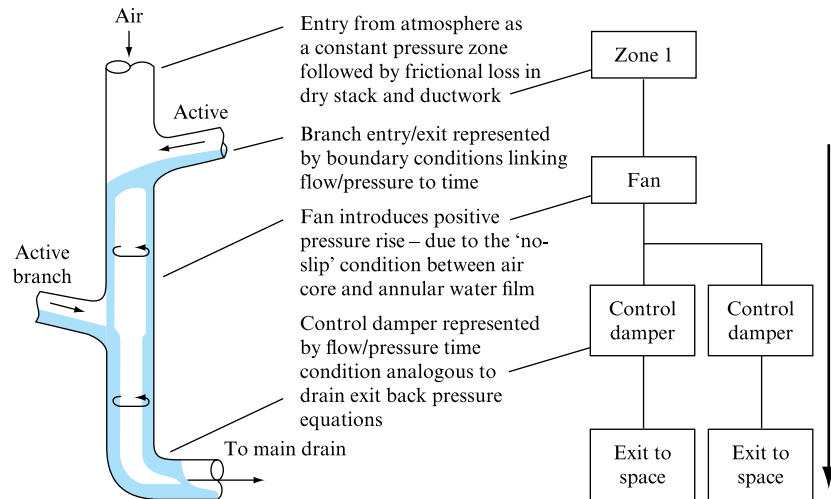 Air
Entry from atmosphere as
a constant pressure zone
followed by frictional loss in
dry stack and ductwork
Zone 1
Active
Branch entry/exit represented
by boundary conditions linking
flow/pressure to time
Fan
Fan introduces positive
pressure rise – due to the ‘no-
slip’ condition between air
core and annular water film
Active
branch
Control damper represented
by flow/pressure time
condition analogous to
drain exit back pressure
equations
Control
damper
Control
damper
To main drain
Exit to
space
Exit to
space